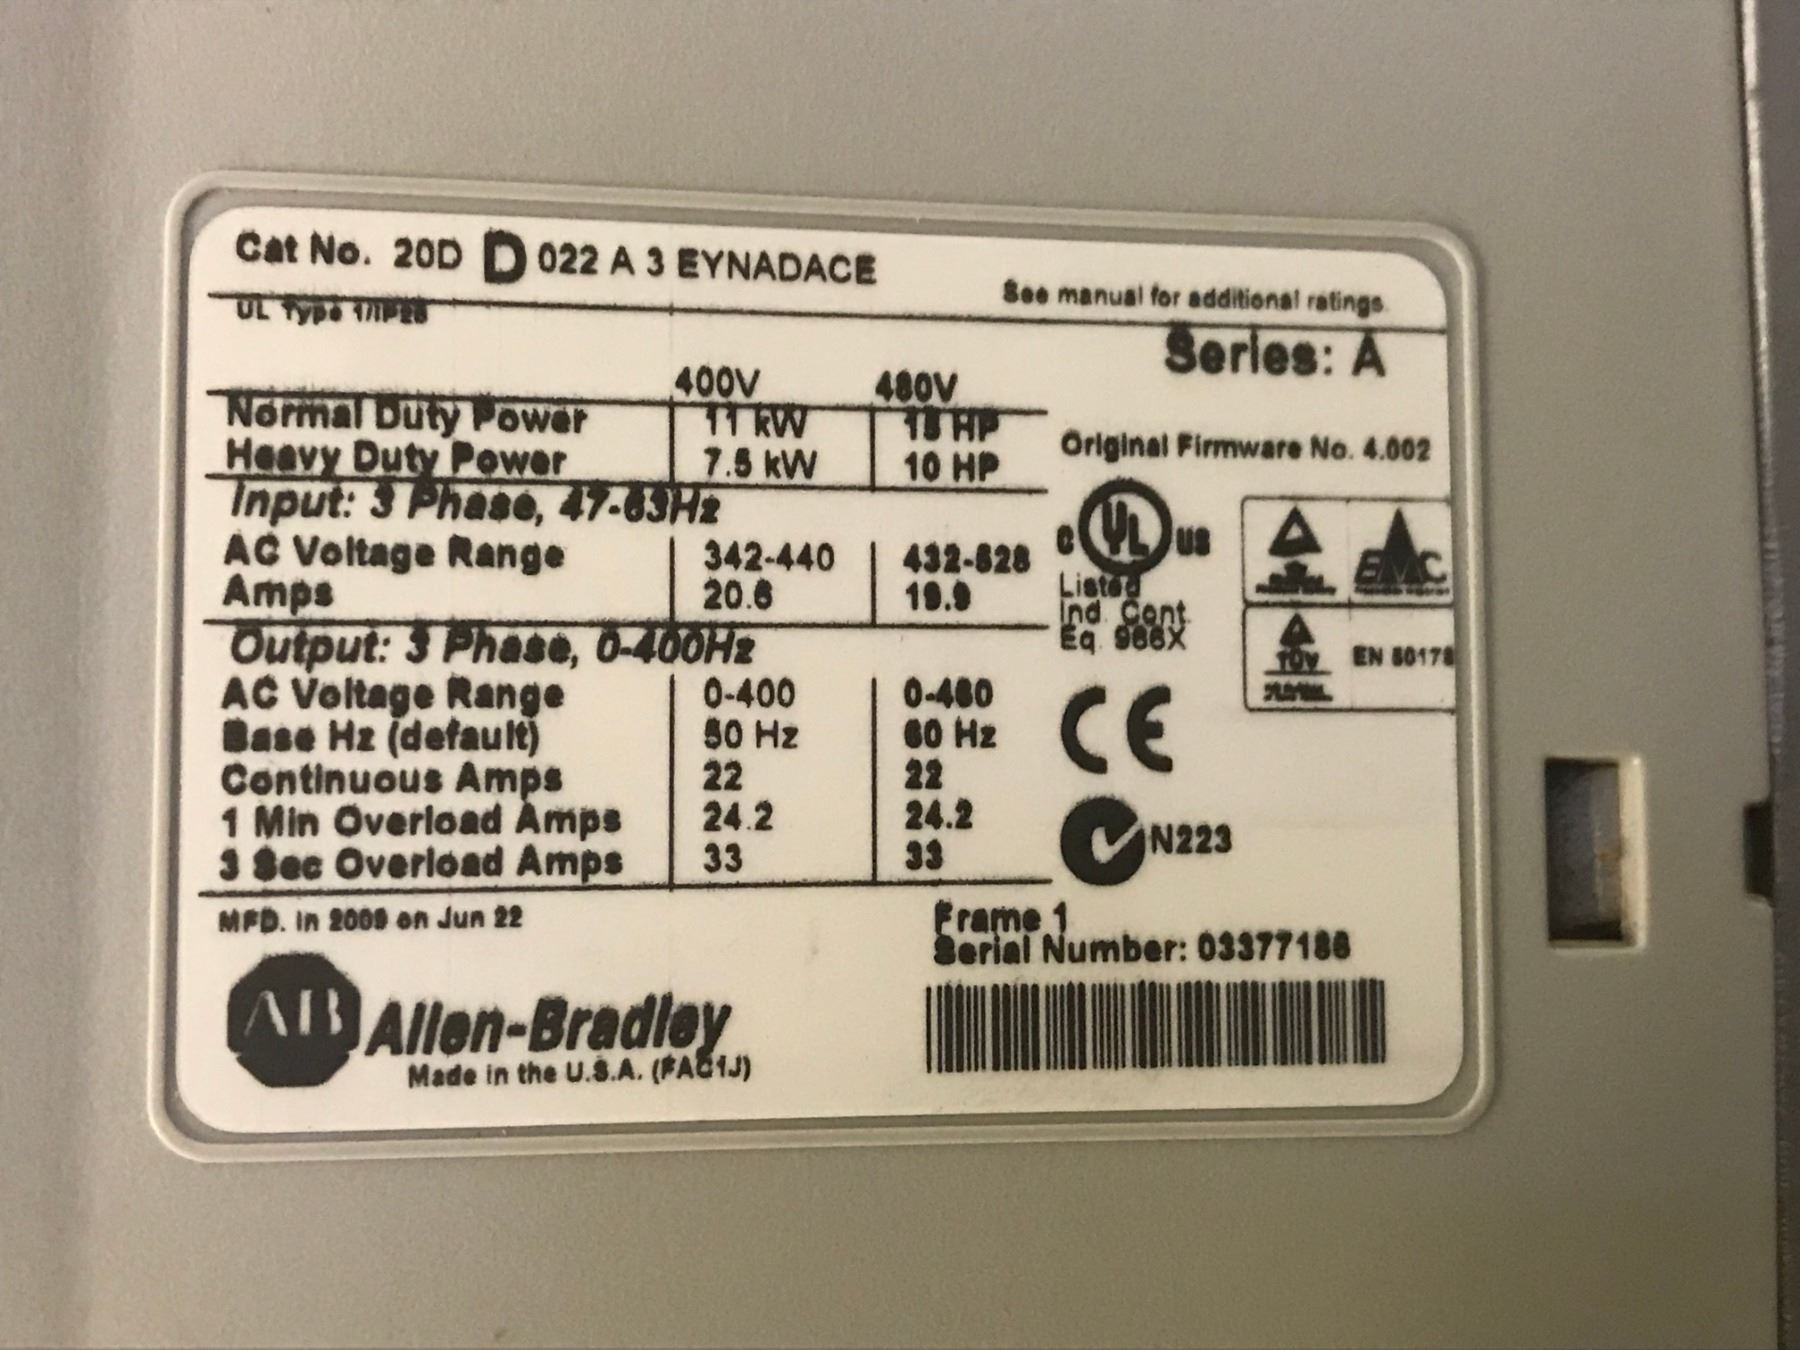 Cat No. 20D D 022 A 3 EYNADACE
See manual for additional ratings
UL Type
Series: A
400V 480V
Normal Duty Power 11 kW 15 HP
Heavy Duty Power 7.5 kW 10 HP
Original Firmware No. 4.002
Input: 3 Phase, 47-63Hz
AC Voltage Range 342-440 432-528
Amps 20.6 19.9
C UL US
Listed
Ind. Cont.
Eq. 966X
EMC
TÜV
EN 50178
Output: 3 Phase, 0-400Hz
AC Voltage Range 0-400 0-480
Base Hz (default) 50 Hz 60 Hz
Continuous Amps 22 22
1 Min Overload Amps 24.2 24.2
3 Sec Overload Amps 33 33
CE
N223
MFD. in 2009 on Jun 22
Frame 1
Serial Number: 03377186
AB Allen-Bradley
Made in the U.S.A. (FAC1J)